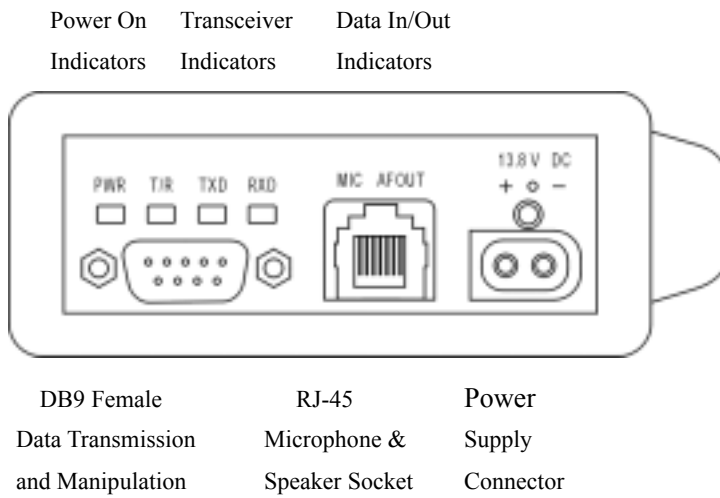 Power On Transceiver Data In/Out
Indicators Indicators Indicators
13.8 V DC
PWR T/R TXD RXD MIC AFOUT + o −
DB9 Female RJ-45 Power
Data Transmission Microphone & Supply
and Manipulation Speaker Socket Connector